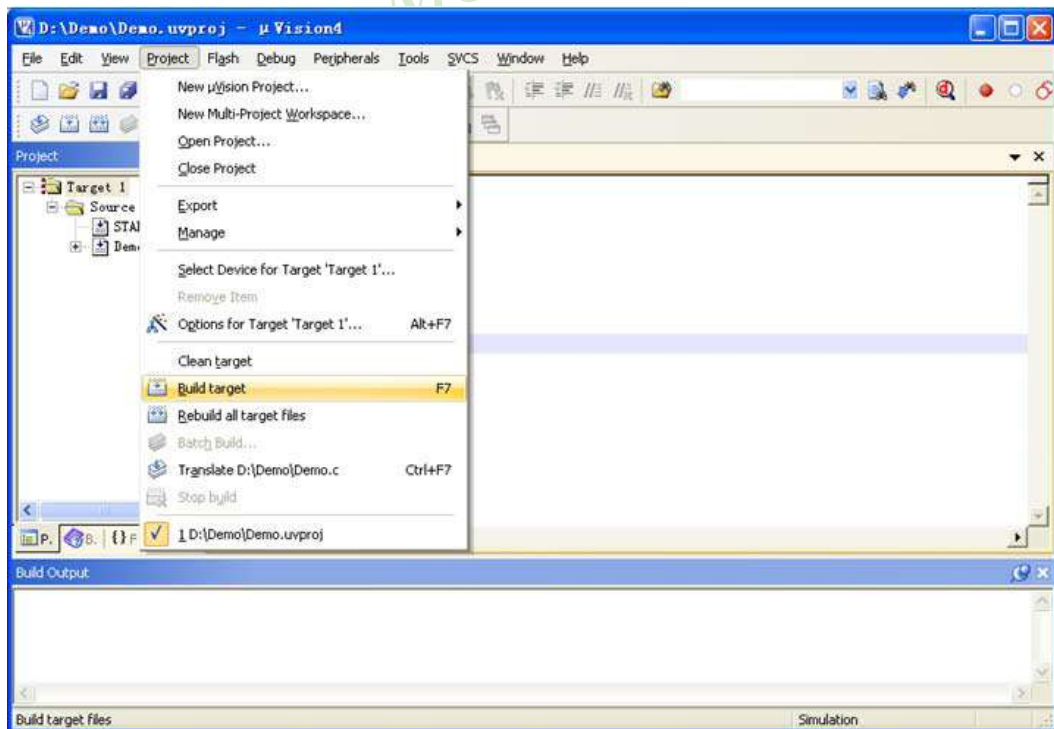 D:\Demo\Demo.uvproj - µVision4
File Edit View Project Flash Debug Peripherals Tools SVCS Window Help
New µVision Project...
New Multi-Project Workspace...
Open Project...
Close Project
Export
Manage
Select Device for Target 'Target 1'...
Remove Item
Options for Target 'Target 1'... Alt+F7
Clean target
Build target F7
Rebuild all target files
Batch Build...
Translate D:\Demo\Demo.c Ctrl+F7
Stop build
1 D:\Demo\Demo.uvproj
Project
Target 1
Source
STA
Dem
P. B. {} F
Build Output
Build target files Simulation